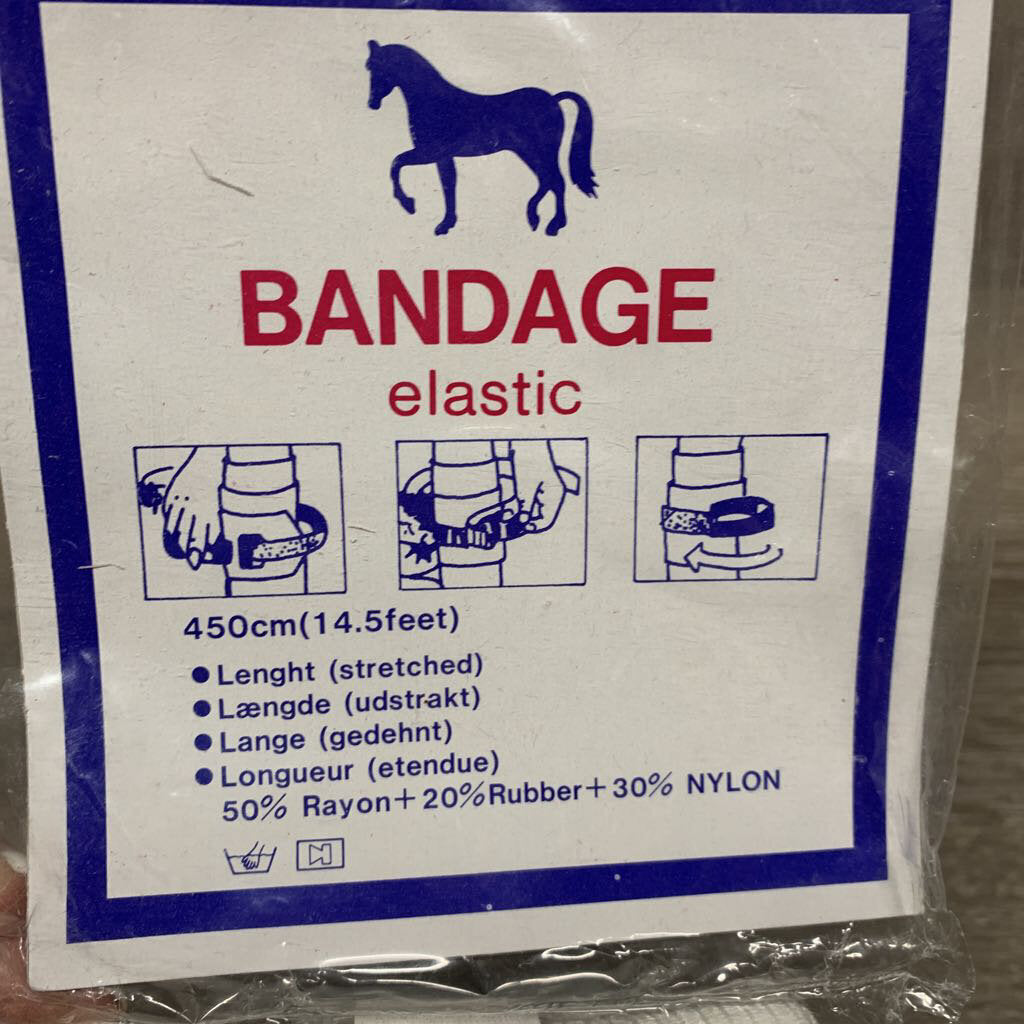 BANDAGE
elastic
450cm(14.5feet)
● Lenght (stretched)
● Længde (udstrakt)
● Lange (gedehnt)
● Longueur (etendue)
50% Rayon+20%Rubber+30% NYLON